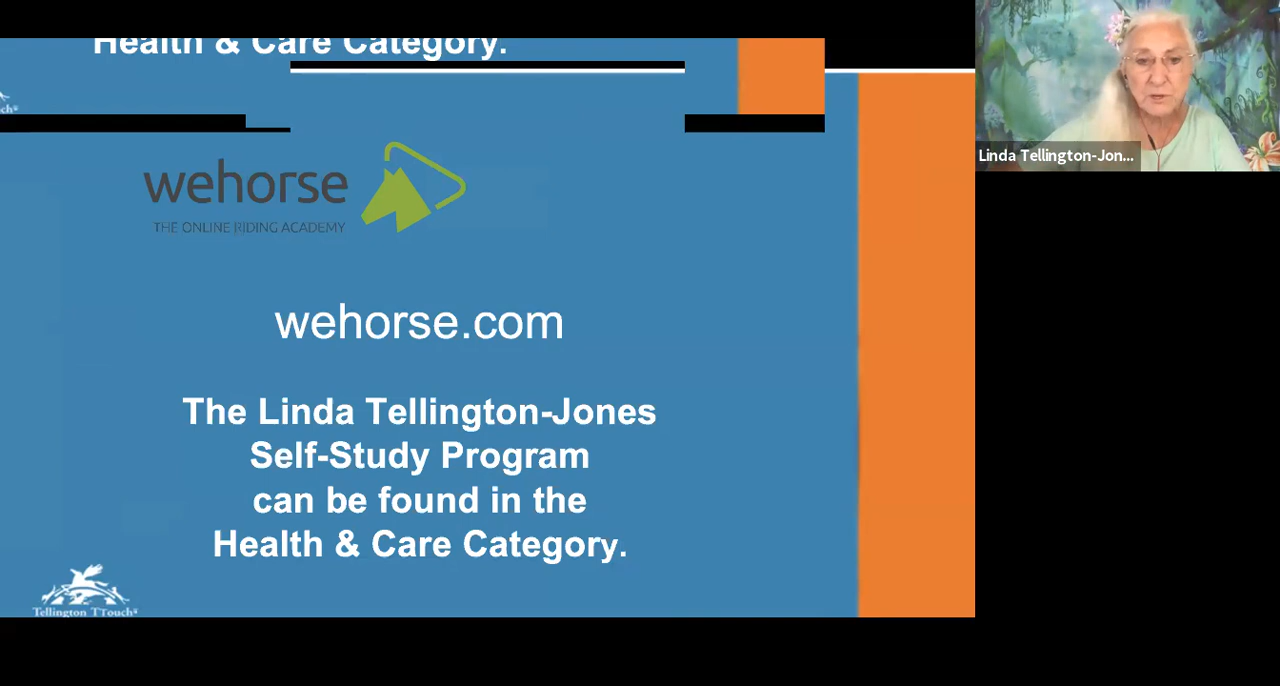 Health & Care Category.
wehorse
THE ONLINE RIDING ACADEMY
wehorse.com
The Linda Tellington-Jones
Self-Study Program
can be found in the
Health & Care Category.
Tellington TTouch®
Linda Tellington-Jon...